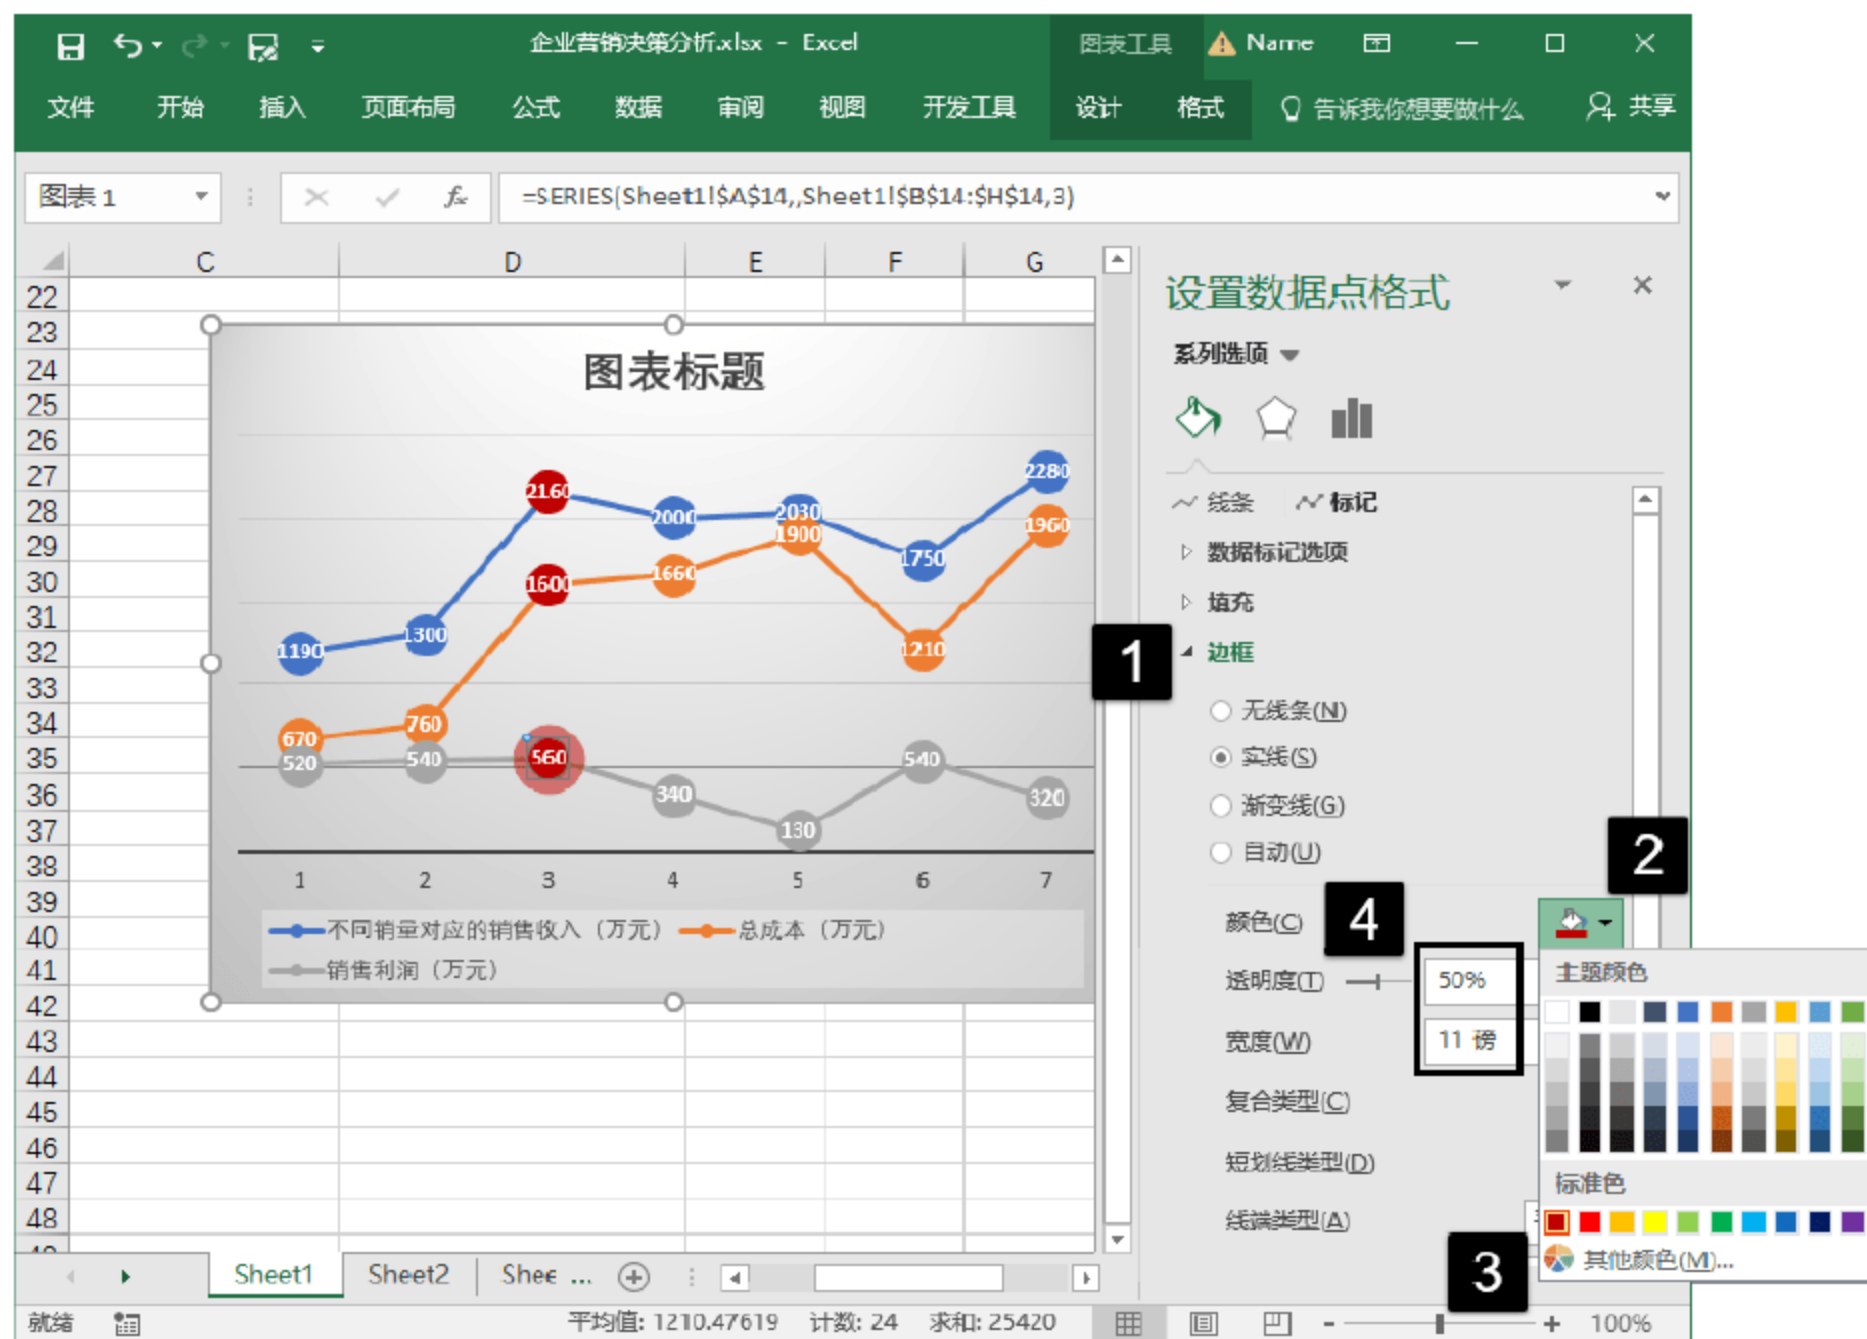 企业营销决策分析.xlsx - Excel 图表工具 Name
文件 开始 插入 页面布局 公式 数据 审阅 视图 开发工具 设计 格式 告诉我你想要做什么 共享
图表 1 fx =SERIES(Sheet1!$A$14,,Sheet1!$B$14:$H$14,3)
C D E F G
22
23
24
25
26
27
28
29
30
31
32
33
34
35
36
37
38
39
40
41
42
43
44
45
46
47
48
图表标题
2160 2000 2030 1750 2280
1190 1300
1600 1660 1900 1210 1960
670 760
520 540 560 340 130 540 320
1 2 3 4 5 6 7
不同销量对应的销售收入（万元） 总成本（万元）
销售利润（万元）
设置数据点格式
系列选项
线条 标记
数据标记选项
填充
1 边框
无线条(N)
实线(S)
渐变线(G)
自动(U)
2
颜色(C) 4
透明度(T) 50%
宽度(W) 11 磅
复合类型(C)
短划线类型(D)
线端类型(A)
主题颜色
标准色
3 其他颜色(M)...
Sheet1 Sheet2 Shee ...
就绪 平均值: 1210.47619 计数: 24 求和: 25420 - + 100%